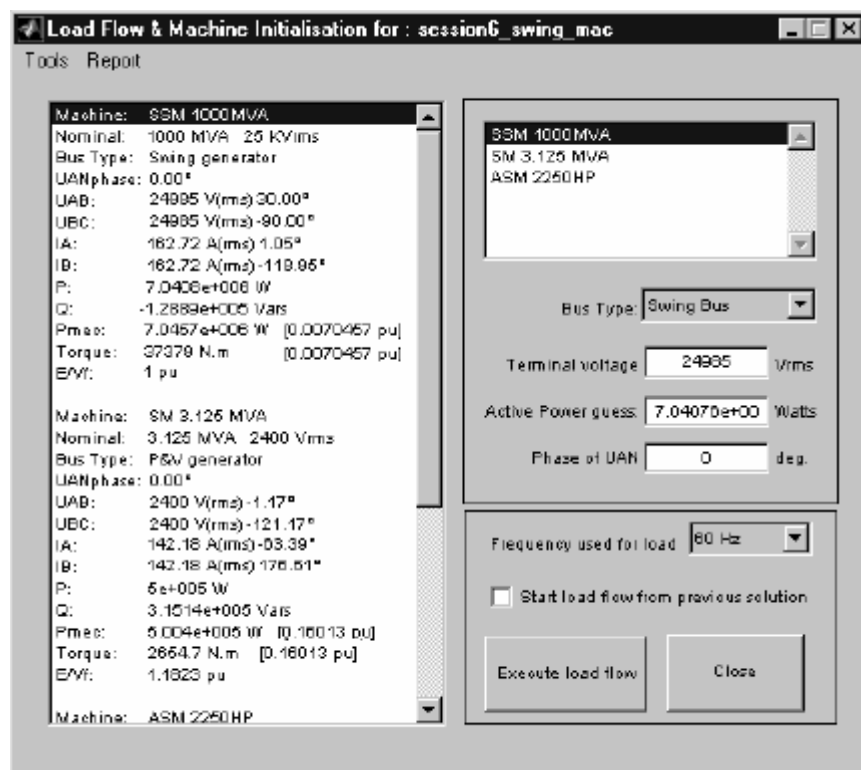 Load Flow & Machine Initialisation for : session6_swing_mac
Tools Report
Machine: SSM 1000MVA
Nominal: 1000 MVA 25 kVrms
Bus Type: Swing generator
UANphase: 0.00°
UAB: 24985 V(rms) 30.00°
UBC: 24985 V(rms) -90.00°
IA: 162.72 A(rms) 1.05°
IB: 162.72 A(rms) -118.95°
P: 7.0408e+006 W
Q: -1.2889e+005 Vars
Pmec: 7.0457e+006 W [0.0070457 pu]
Torque: 37379 N.m [0.0070457 pu]
E/Vf: 1 pu
Machine: SM 3.125 MVA
Nominal: 3.125 MVA 2400 Vrms
Bus Type: P&V generator
UANphase: 0.00°
UAB: 2400 V(rms) -1.17°
UBC: 2400 V(rms) -121.17°
IA: 142.18 A(rms) -63.39°
IB: 142.18 A(rms) 176.61°
P: 5e+005 W
Q: 3.1514e+005 Vars
Pmec: 5.004e+005 W [0.16013 pu]
Torque: 2654.7 N.m [0.16013 pu]
E/Vf: 1.1823 pu
Machine: ASM 2250HP
SSM 1000MVA
SM 3.125 MVA
ASM 2250HP
Bus Type: Swing Bus
Terminal voltage 24985 Vrms
Active Power guess: 7.04076e+00 Watts
Phase of UAN 0 deg.
Frequency used for load 60 Hz
Start load flow from previous solution
Execute load flow
Close